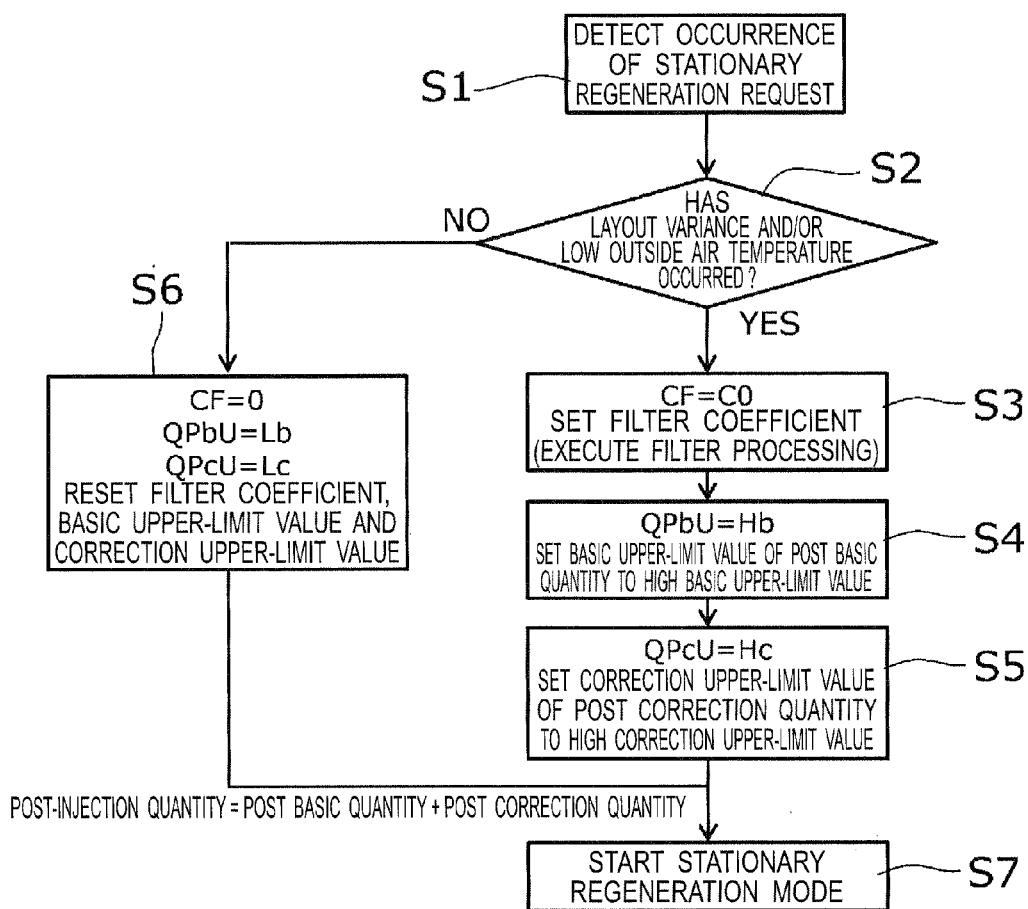 DETECT OCCURRENCE
OF STATIONARY
REGENERATION REQUEST
S1
S2
HAS
LAYOUT VARIANCE AND/OR
LOW OUTSIDE AIR TEMPERATURE
OCCURRED?
NO
YES
S6
CF=0
QPbU=Lb
QPcU=Lc
RESET FILTER COEFFICIENT,
BASIC UPPER-LIMIT VALUE AND
CORRECTION UPPER-LIMIT VALUE
CF=C0
SET FILTER COEFFICIENT
(EXECUTE FILTER PROCESSING)
S3
QPbU=Hb
SET BASIC UPPER-LIMIT VALUE OF POST BASIC
QUANTITY TO HIGH BASIC UPPER-LIMIT VALUE
S4
QPcU=Hc
SET CORRECTION UPPER-LIMIT VALUE
OF POST CORRECTION QUANTITY
TO HIGH CORRECTION UPPER-LIMIT VALUE
S5
POST-INJECTION QUANTITY = POST BASIC QUANTITY + POST CORRECTION QUANTITY
START STATIONARY
REGENERATION MODE
S7